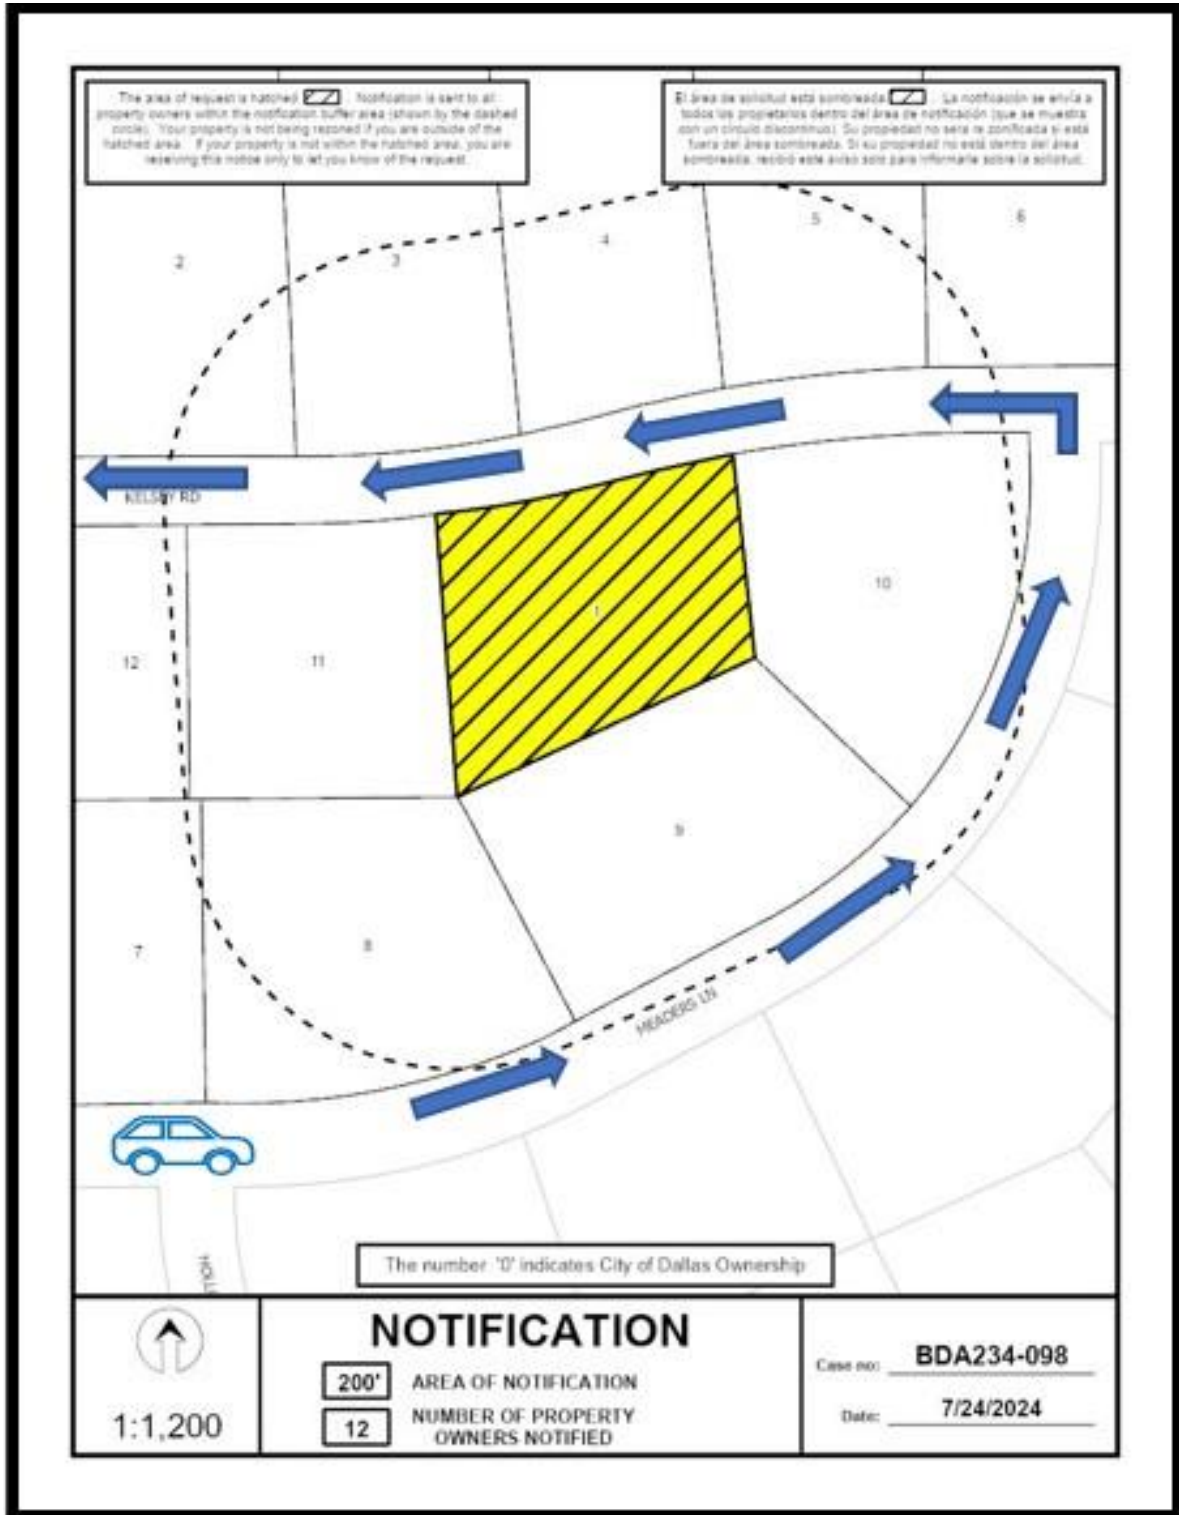 The area of request is hatched . Notification is sent to all
property owners within the notification buffer area (shown by the dashed
circle). Your property is not being rezoned if you are outside of the
hatched area. If your property is not within the hatched area, you are
receiving this notice only to let you know of the request.
El área de solicitud está sombreada . La notificación se envía a
todos los propietarios dentro del área de notificación (que se muestra
con un círculo discontinuo). Su propiedad no sera re zonificada si está
fuera del área sombreada. Si su propiedad no está dentro del área
sombreada, recibió este aviso solo para informarle sobre la solicitud.
2
3
4
5
6
KELSEY RD
1
10
12
11
9
7
8
MEADERS LN
The number '0' indicates City of Dallas Ownership
1:1,200
NOTIFICATION
200' AREA OF NOTIFICATION
12 NUMBER OF PROPERTY
OWNERS NOTIFIED
Case no: BDA234-098
Date: 7/24/2024